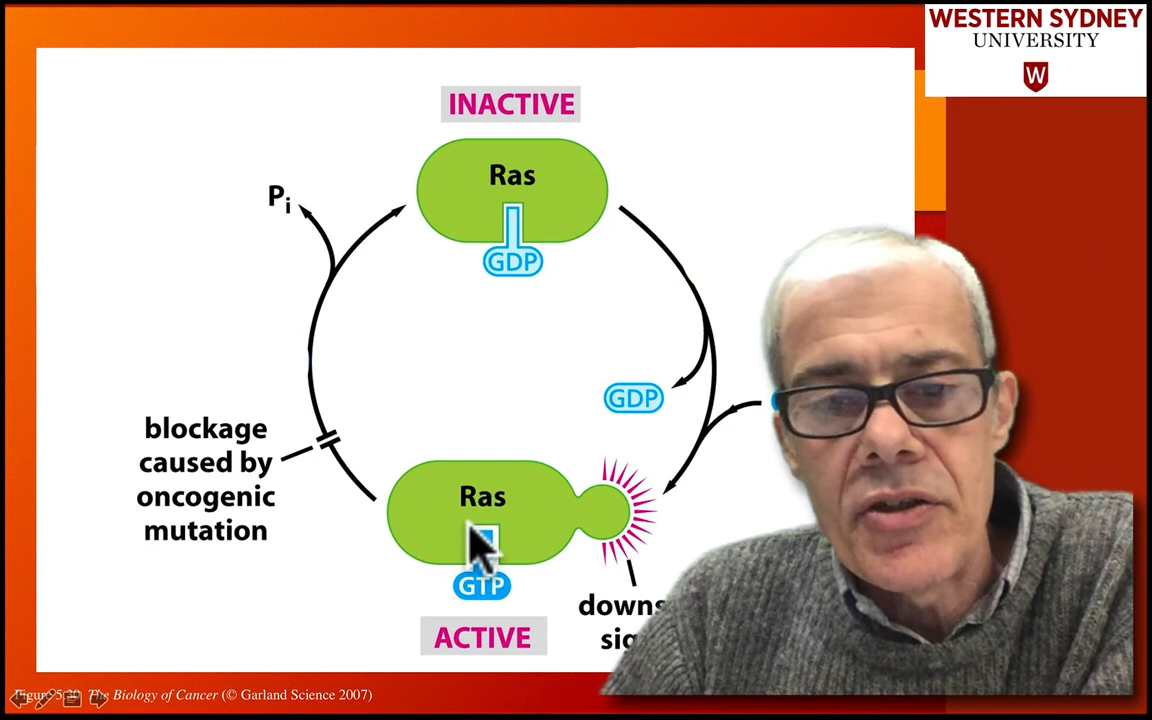 WESTERN SYDNEY
UNIVERSITY
W
INACTIVE
Ras
GDP
Pi
GDP
blockage
caused by
oncogenic
mutation
Ras
GTP
ACTIVE
The Biology of Cancer (© Garland Science 2007)